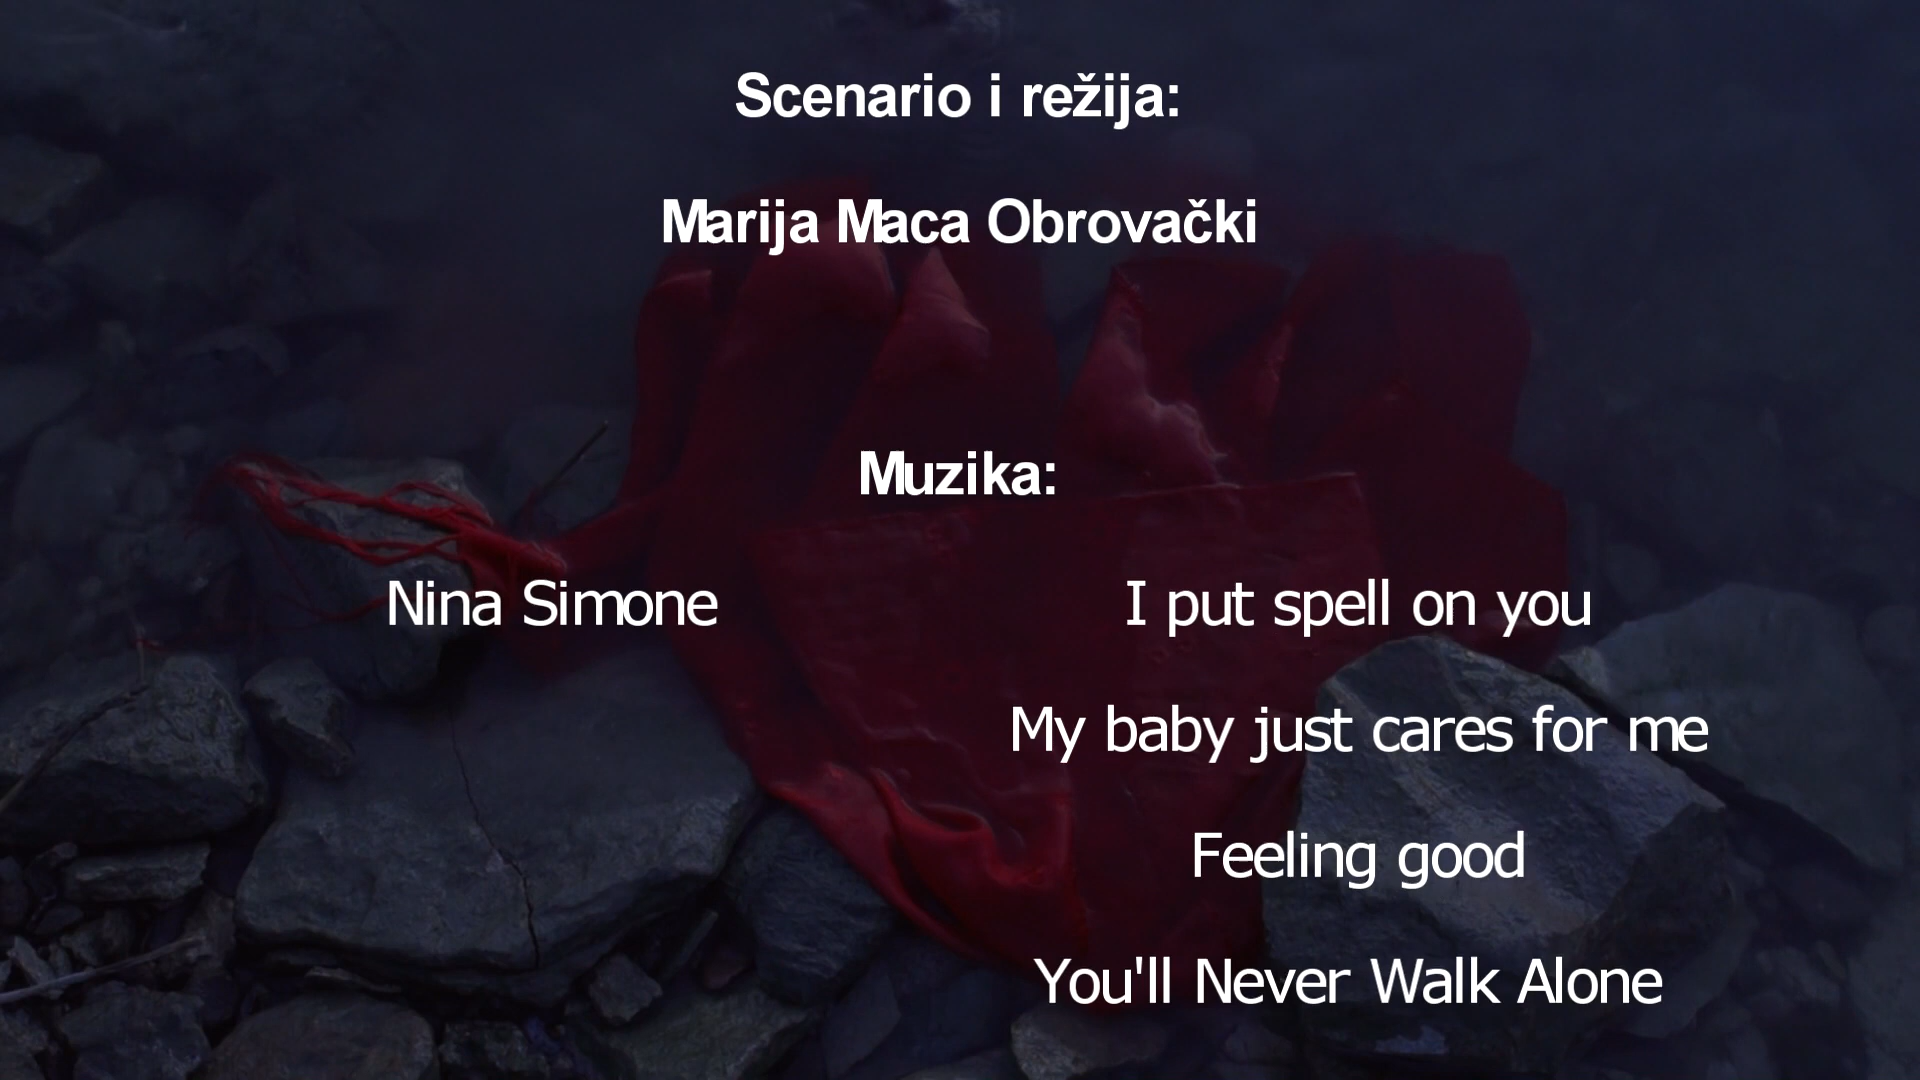 Scenario i režija:
Marija Maca Obrovački
Muzika:
Nina Simone
I put spell on you
My baby just cares for me
Feeling good
You'll Never Walk Alone